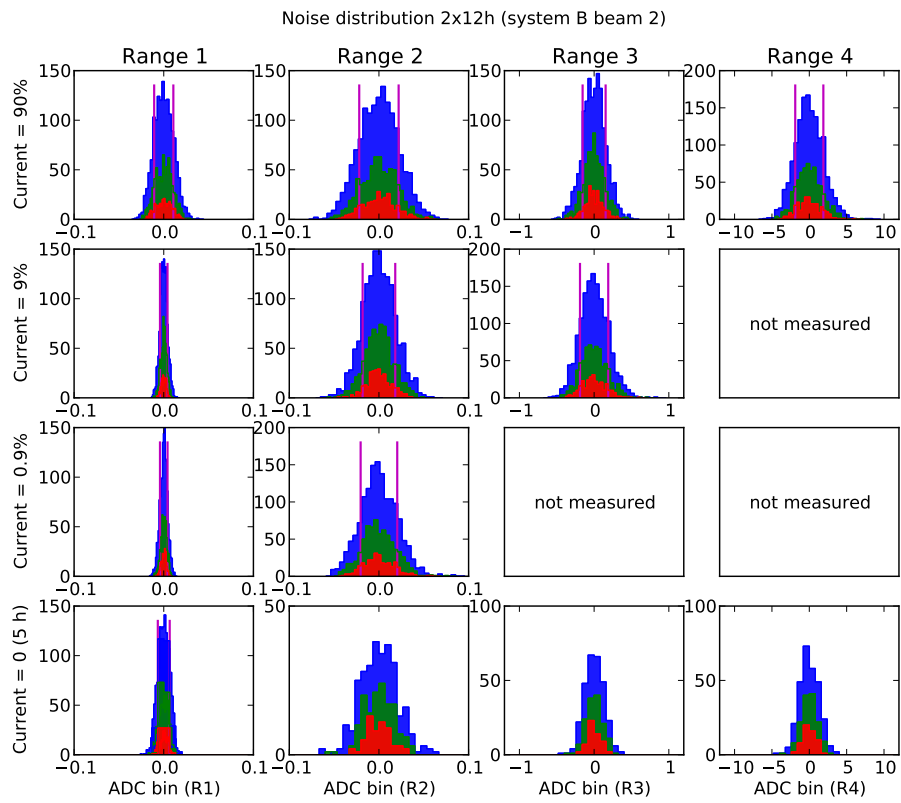 Noise distribution 2x12h (system B beam 2)
Range 1 Range 2 Range 3 Range 4
Current = 90%
150 100 50 0 −0.1 0.0 0.1
150 100 50 0 −0.1 0.0 0.1
150 100 50 0 −1 0 1
200 150 100 50 0 −10 −5 0 5 10
Current = 9%
150 100 50 0 −0.1 0.0 0.1
150 100 50 0 −0.1 0.0 0.1
200 150 100 50 0 −1 0 1
not measured
Current = 0.9%
150 100 50 0 −0.1 0.0 0.1
200 150 100 50 0 −0.1 0.0 0.1
not measured
not measured
Current = 0 (5 h)
150 100 50 0 −0.1 0.0 0.1
50 0 −0.1 0.0 0.1
100 50 0 −1 0 1
100 50 0 −10 −5 0 5 10
ADC bin (R1) ADC bin (R2) ADC bin (R3) ADC bin (R4)